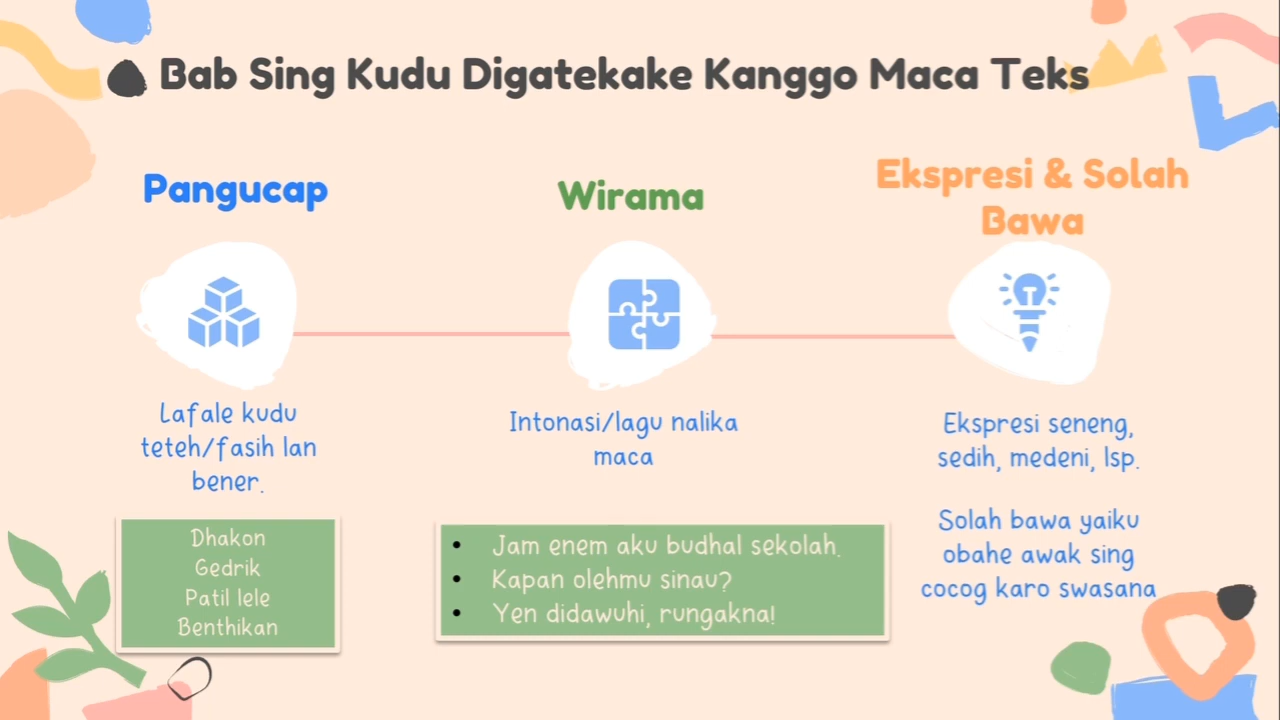 Bab Sing Kudu Digatekake Kanggo Maca Teks
Pangucap
Lafale kudu
teteh/fasih lan
bener.
Dhakon
Gedrik
Patil lele
Benthikan
Wirama
Intonasi/lagu nalika
maca
• Jam enem aku budhal sekolah.
• Kapan olehmu sinau?
• Yen didawuhi, rungakna!
Ekspresi & Solah
Bawa
Ekspresi seneng,
sedih, medeni, lsp.
Solah bawa yaiku
obahe awak sing
cocog karo swasana